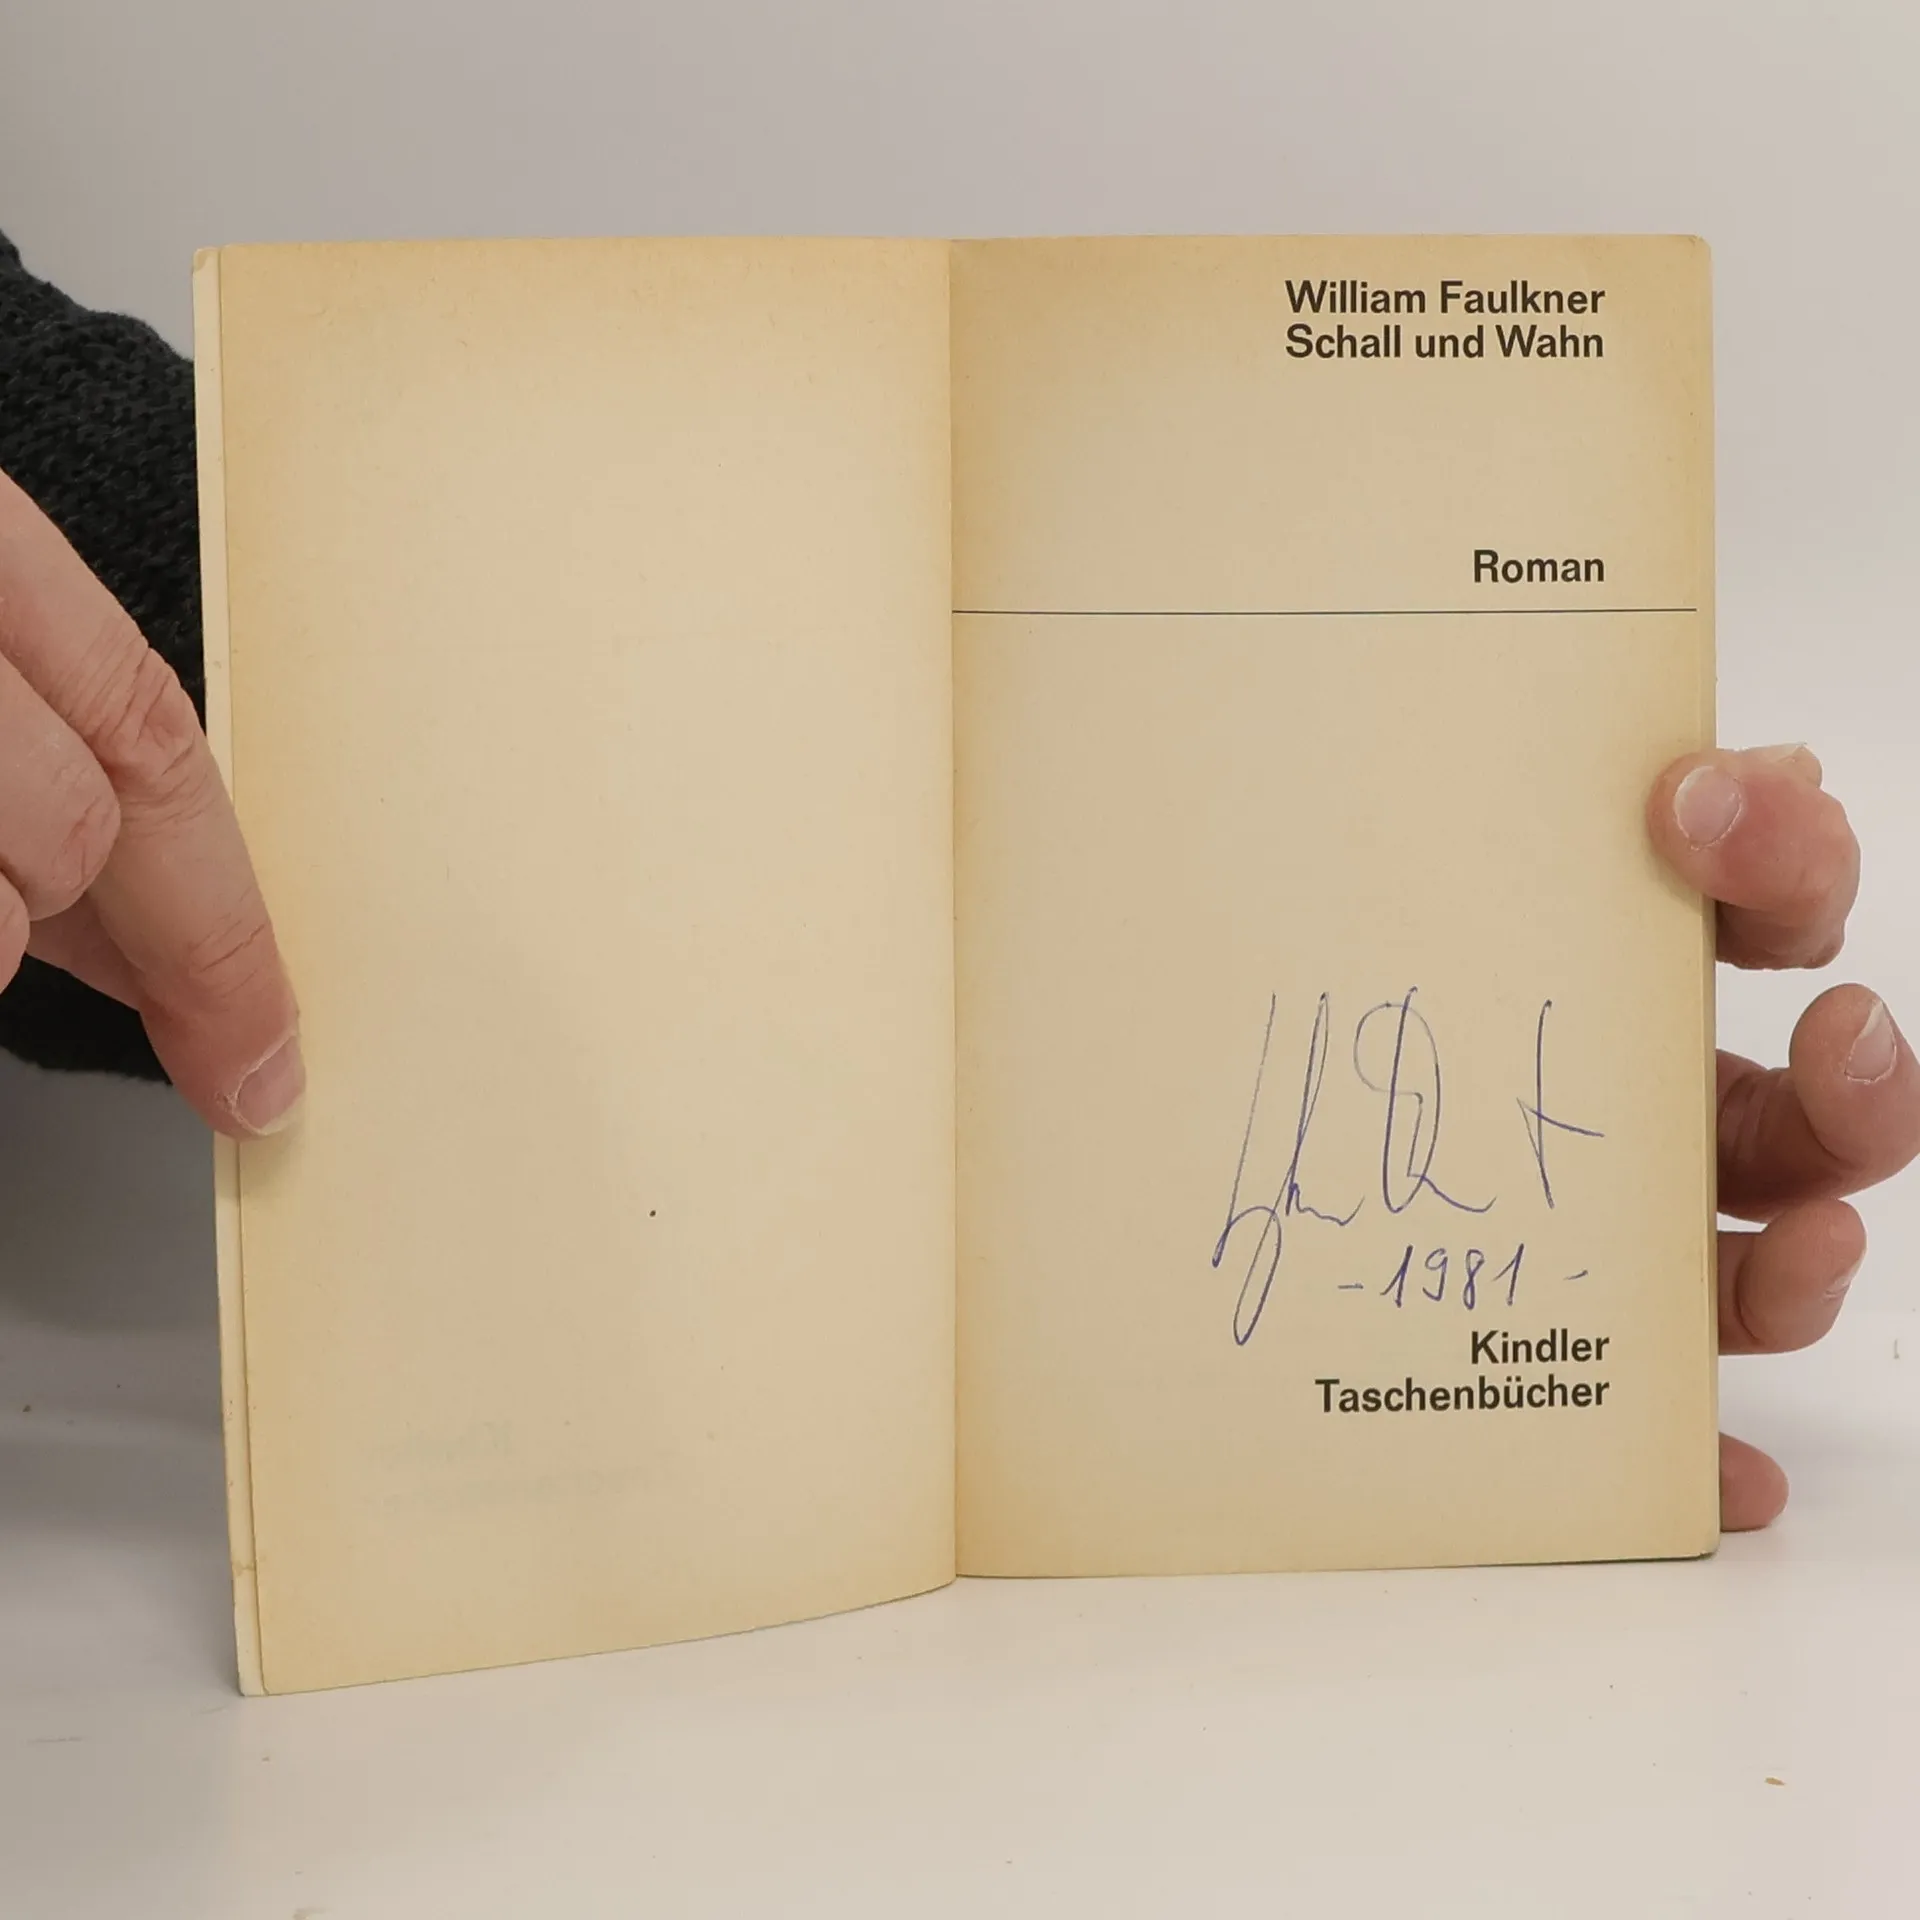 William Faulkner
Schall und Wahn
Roman
- 1981 -
Kindler
Taschenbücher